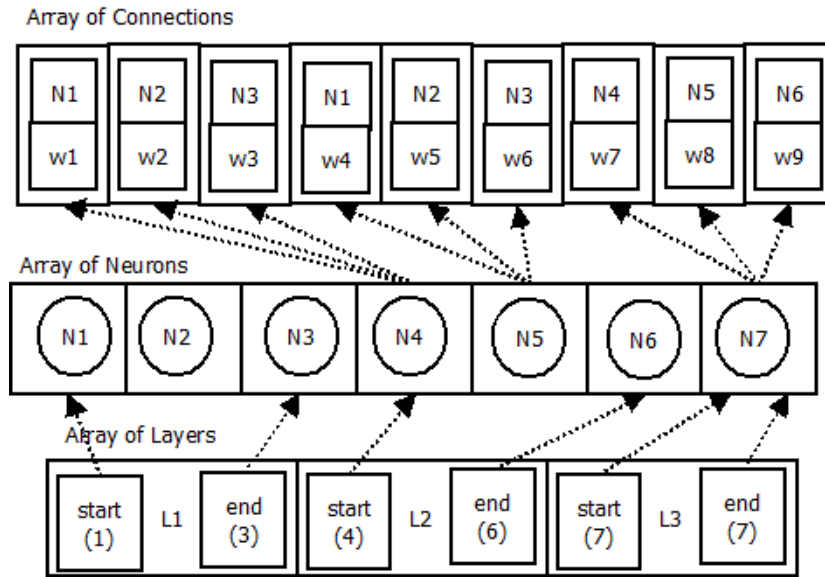 Array of Connections
N1 N2 N3 N1 N2 N3 N4 N5 N6
w1 w2 w3 w4 w5 w6 w7 w8 w9
Array of Neurons
N1 N2 N3 N4 N5 N6 N7
Array of Layers
start end start end start end
L1 L2 L3
(1) (3) (4) (6) (7) (7)